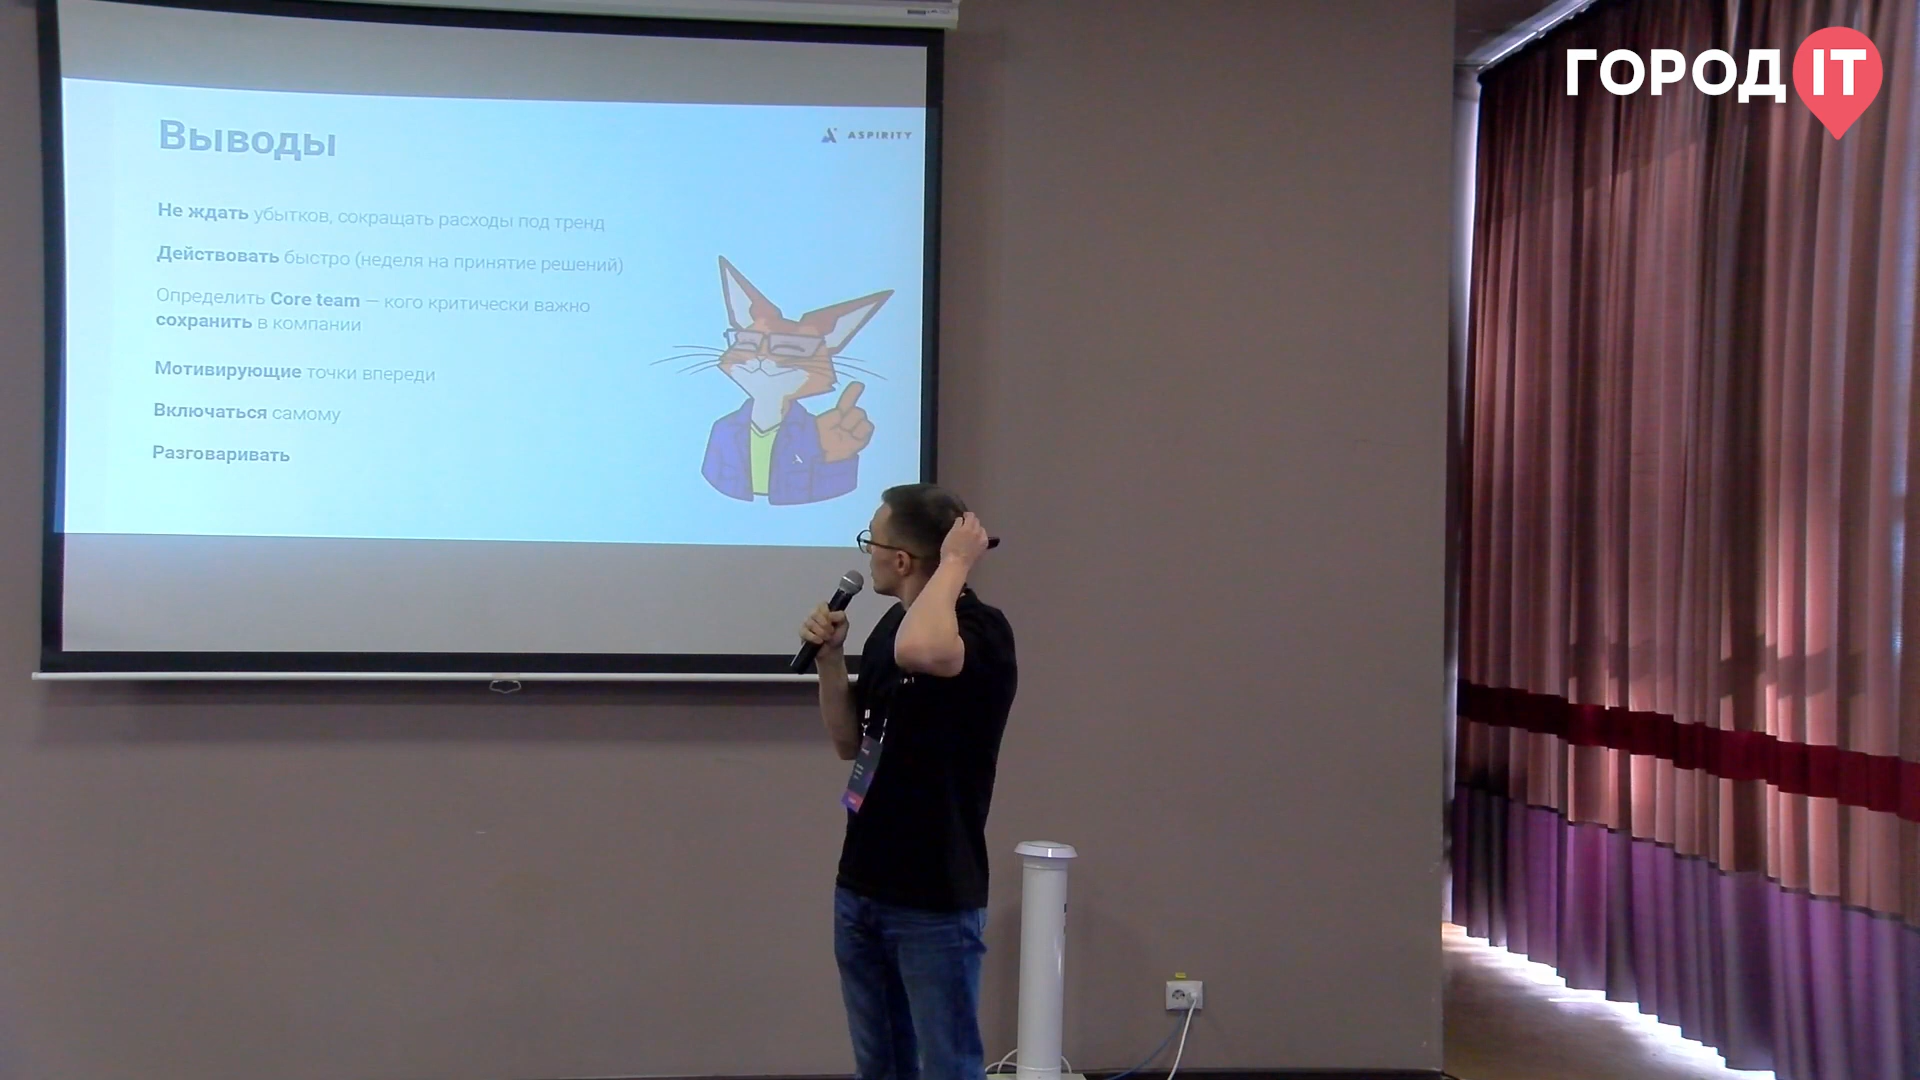 ГОРОД IT
Выводы
ASPIRITY
Не ждать убытков, сокращать расходы под тренд
Действовать быстро (неделя на принятие решений)
Определить Core team — кого критически важно
сохранить в компании
Мотивирующие точки впереди
Включаться самому
Разговаривать